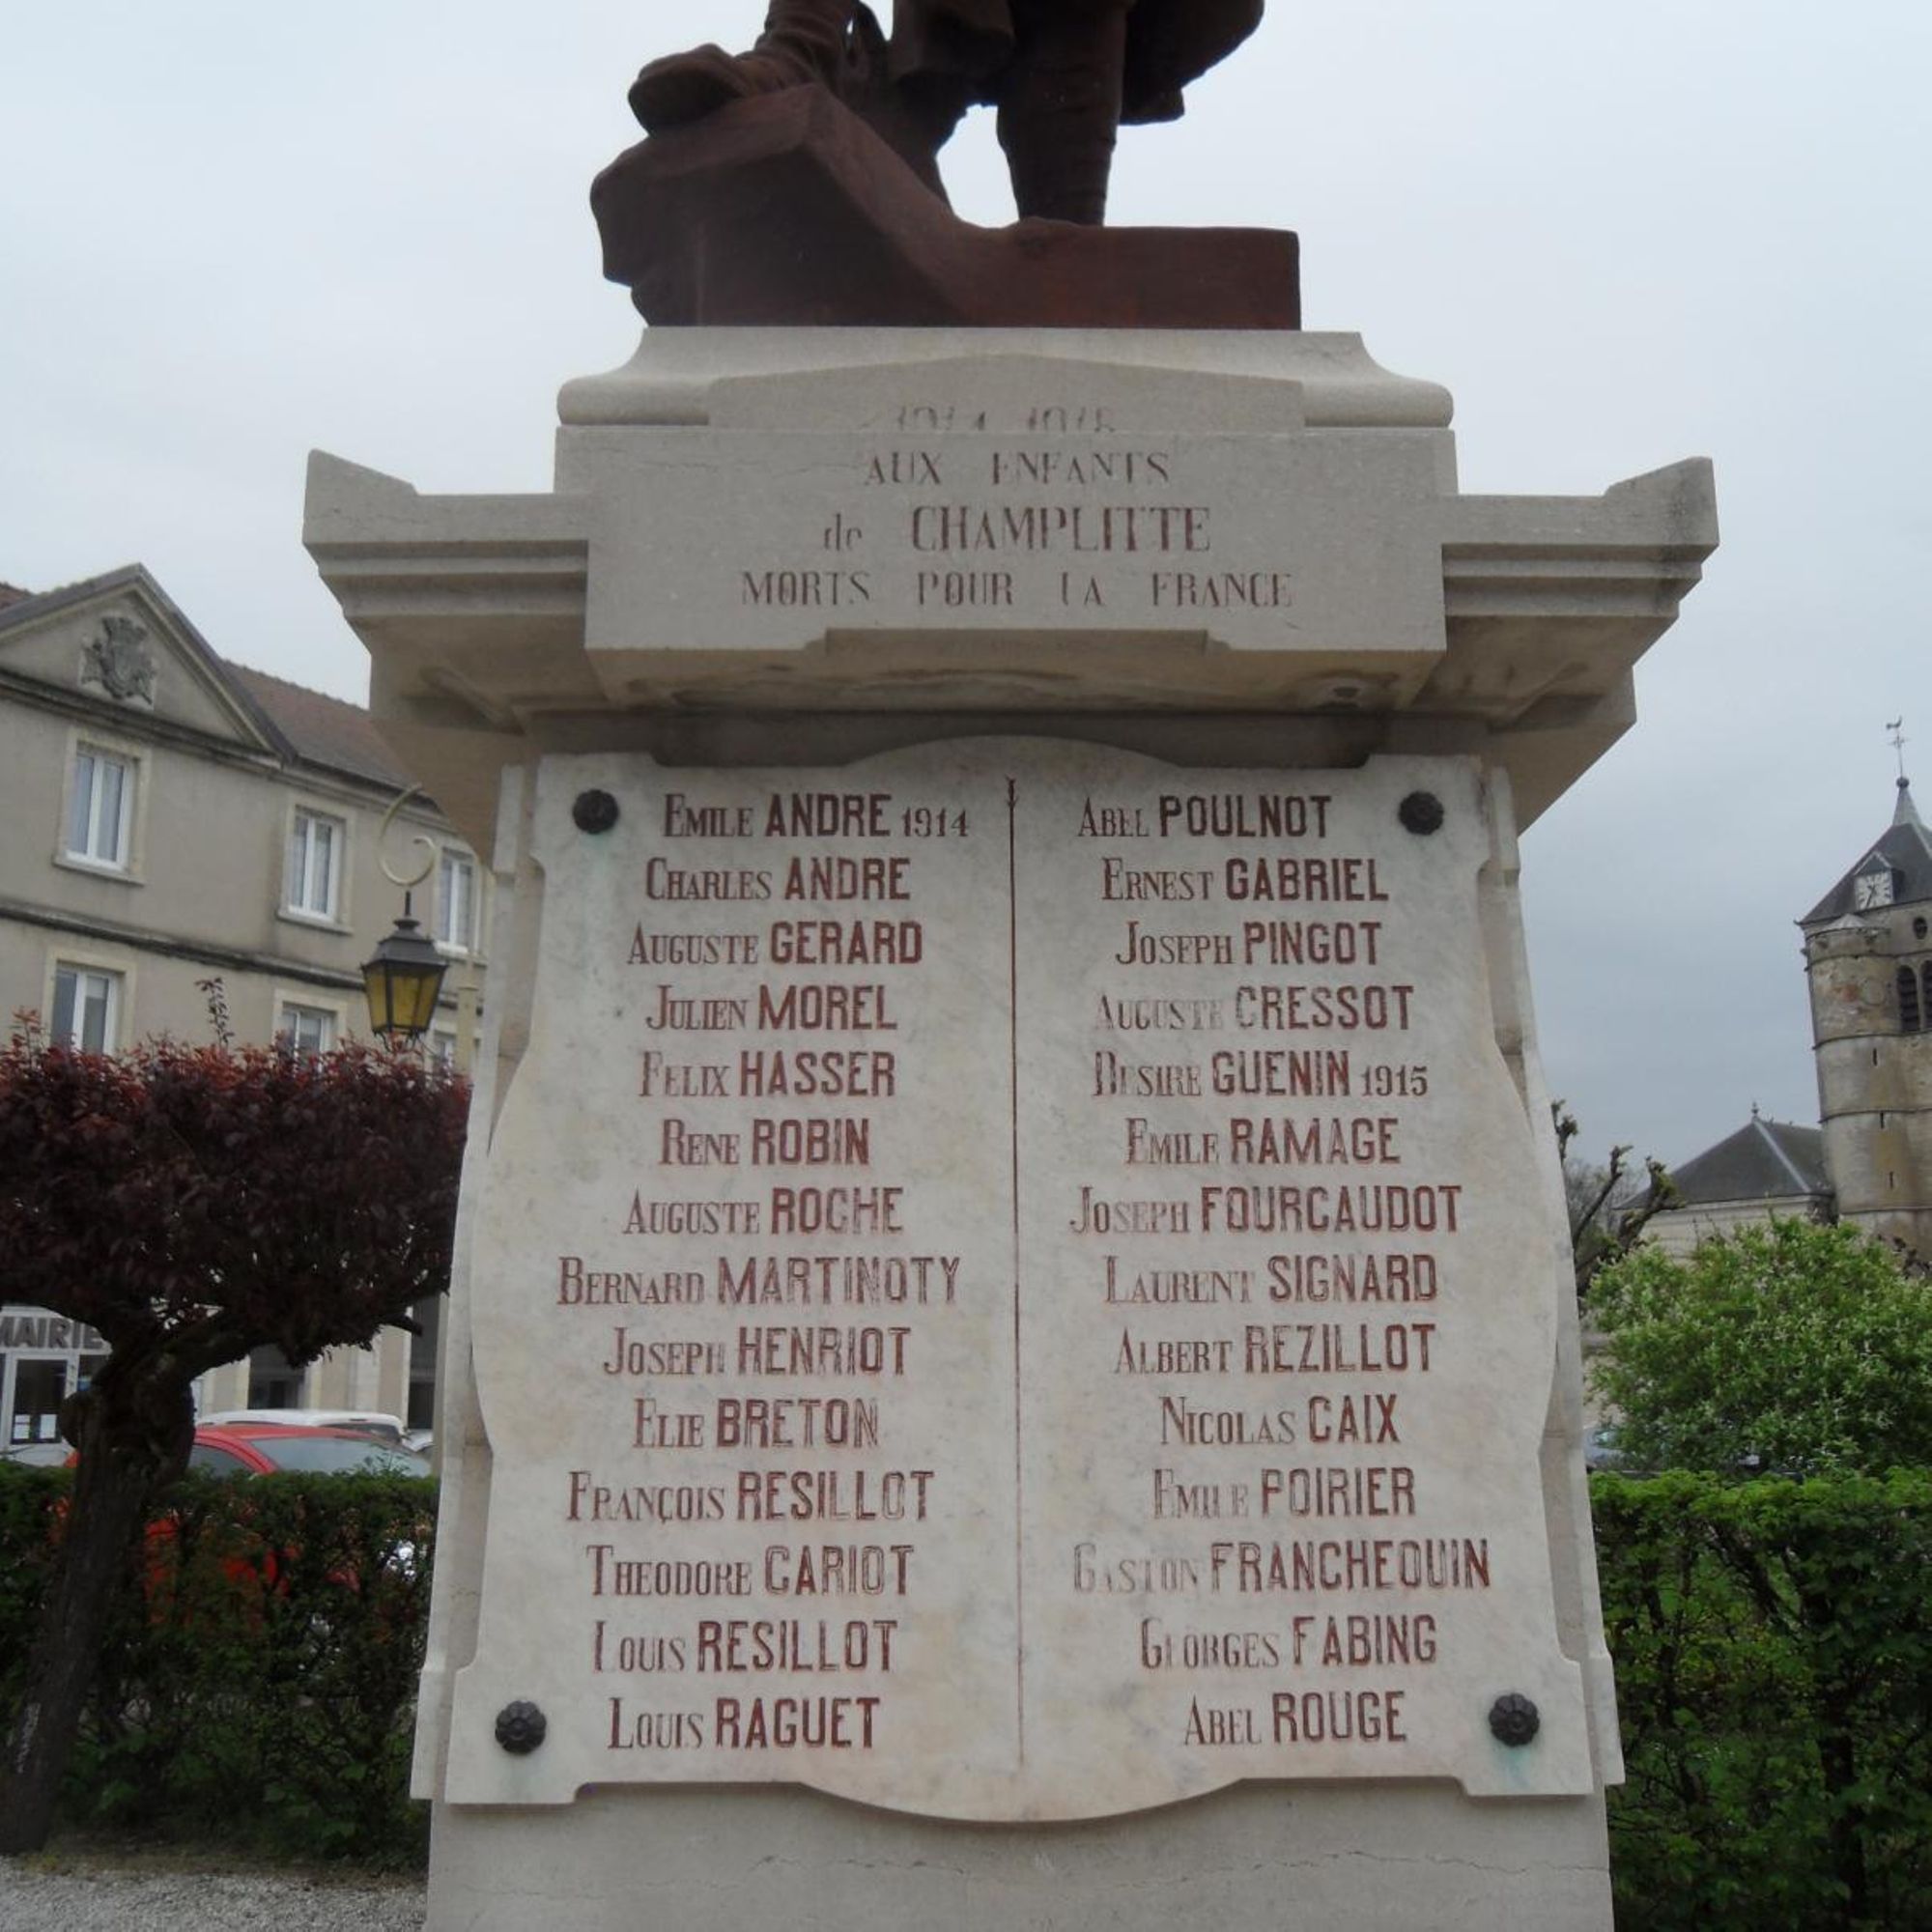 1914 1918
AUX ENFANTS
de CHAMPLITTE
MORTS POUR LA FRANCE
EMILE ANDRE 1914
CHARLES ANDRE
AUGUSTE GERARD
JULIEN MOREL
FELIX HASSER
RENE ROBIN
AUGUSTE ROCHE
BERNARD MARTINOTY
JOSEPH HENRIOT
ELIE BRETON
FRANÇOIS RESILLOT
THEODORE CARIOT
LOUIS RESILLOT
LOUIS RAGUET
ABEL POULNOT
ERNEST GABRIEL
JOSEPH PINGOT
AUGUSTE CRESSOT
DESIRE GUENIN 1915
EMILE RAMAGE
JOSEPH FOURCAUDOT
LAURENT SIGNARD
ALBERT REZILLOT
NICOLAS CAIX
EMILE POIRIER
GASTON FRANCHEQUIN
GEORGES FABING
ABEL ROUGE
MAIRIE